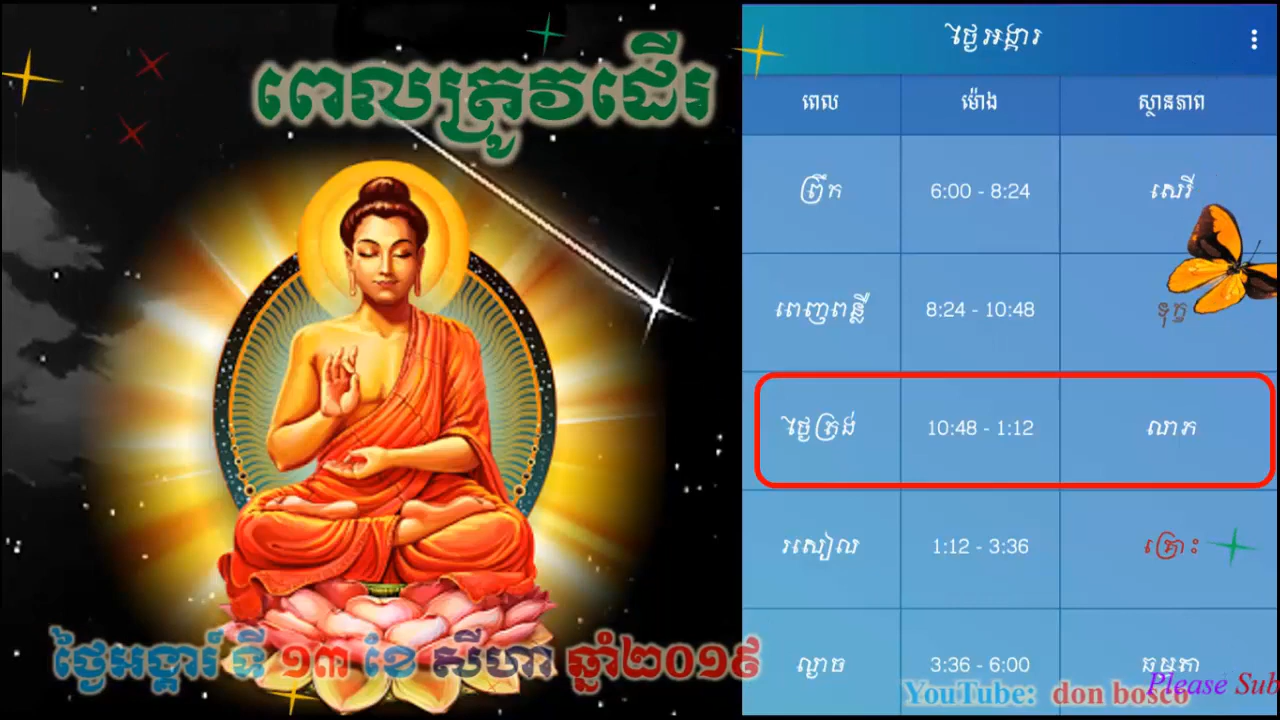 ពេលត្រូវដើរ
ថ្ងៃអង្គារ៍ ទី ១៣ ខែ សីហា ឆ្នាំ២០១៩
ថ្ងៃអង្គារ
ពេល ម៉ោង ស្ថានភាព
ព្រឹក 6:00 - 8:24 សេរី
ពេញពន្លឺ 8:24 - 10:48 ទុក្ខ
ថ្ងៃត្រង់ 10:48 - 1:12 លាភ
រសៀល 1:12 - 3:36 គ្រោះ
ល្ងាច 3:36 - 6:00 ធម្មតា
YouTube: don bosco
Please Sub